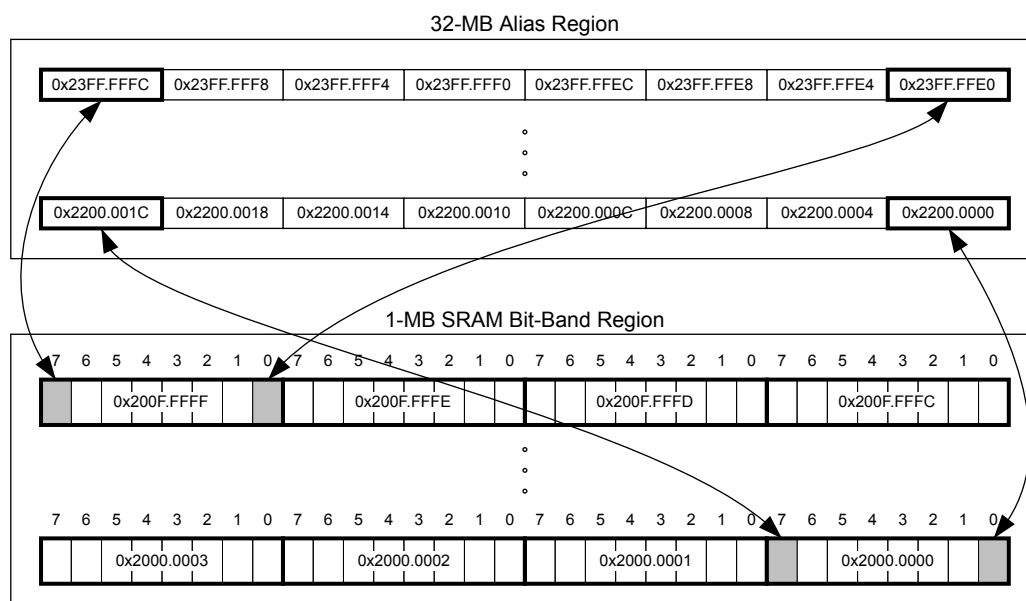 32-MB Alias Region
0x23FF.FFFC 0x23FF.FFF8 0x23FF.FFF4 0x23FF.FFF0 0x23FF.FFEC 0x23FF.FFE8 0x23FF.FFE4 0x23FF.FFE0
0x2200.001C 0x2200.0018 0x2200.0014 0x2200.0010 0x2200.000C 0x2200.0008 0x2200.0004 0x2200.0000
1-MB SRAM Bit-Band Region
7 6 5 4 3 2 1 0 7 6 5 4 3 2 1 0 7 6 5 4 3 2 1 0 7 6 5 4 3 2 1 0
0x200F.FFFF 0x200F.FFFE 0x200F.FFFD 0x200F.FFFC
7 6 5 4 3 2 1 0 7 6 5 4 3 2 1 0 7 6 5 4 3 2 1 0 7 6 5 4 3 2 1 0
0x2000.0003 0x2000.0002 0x2000.0001 0x2000.0000